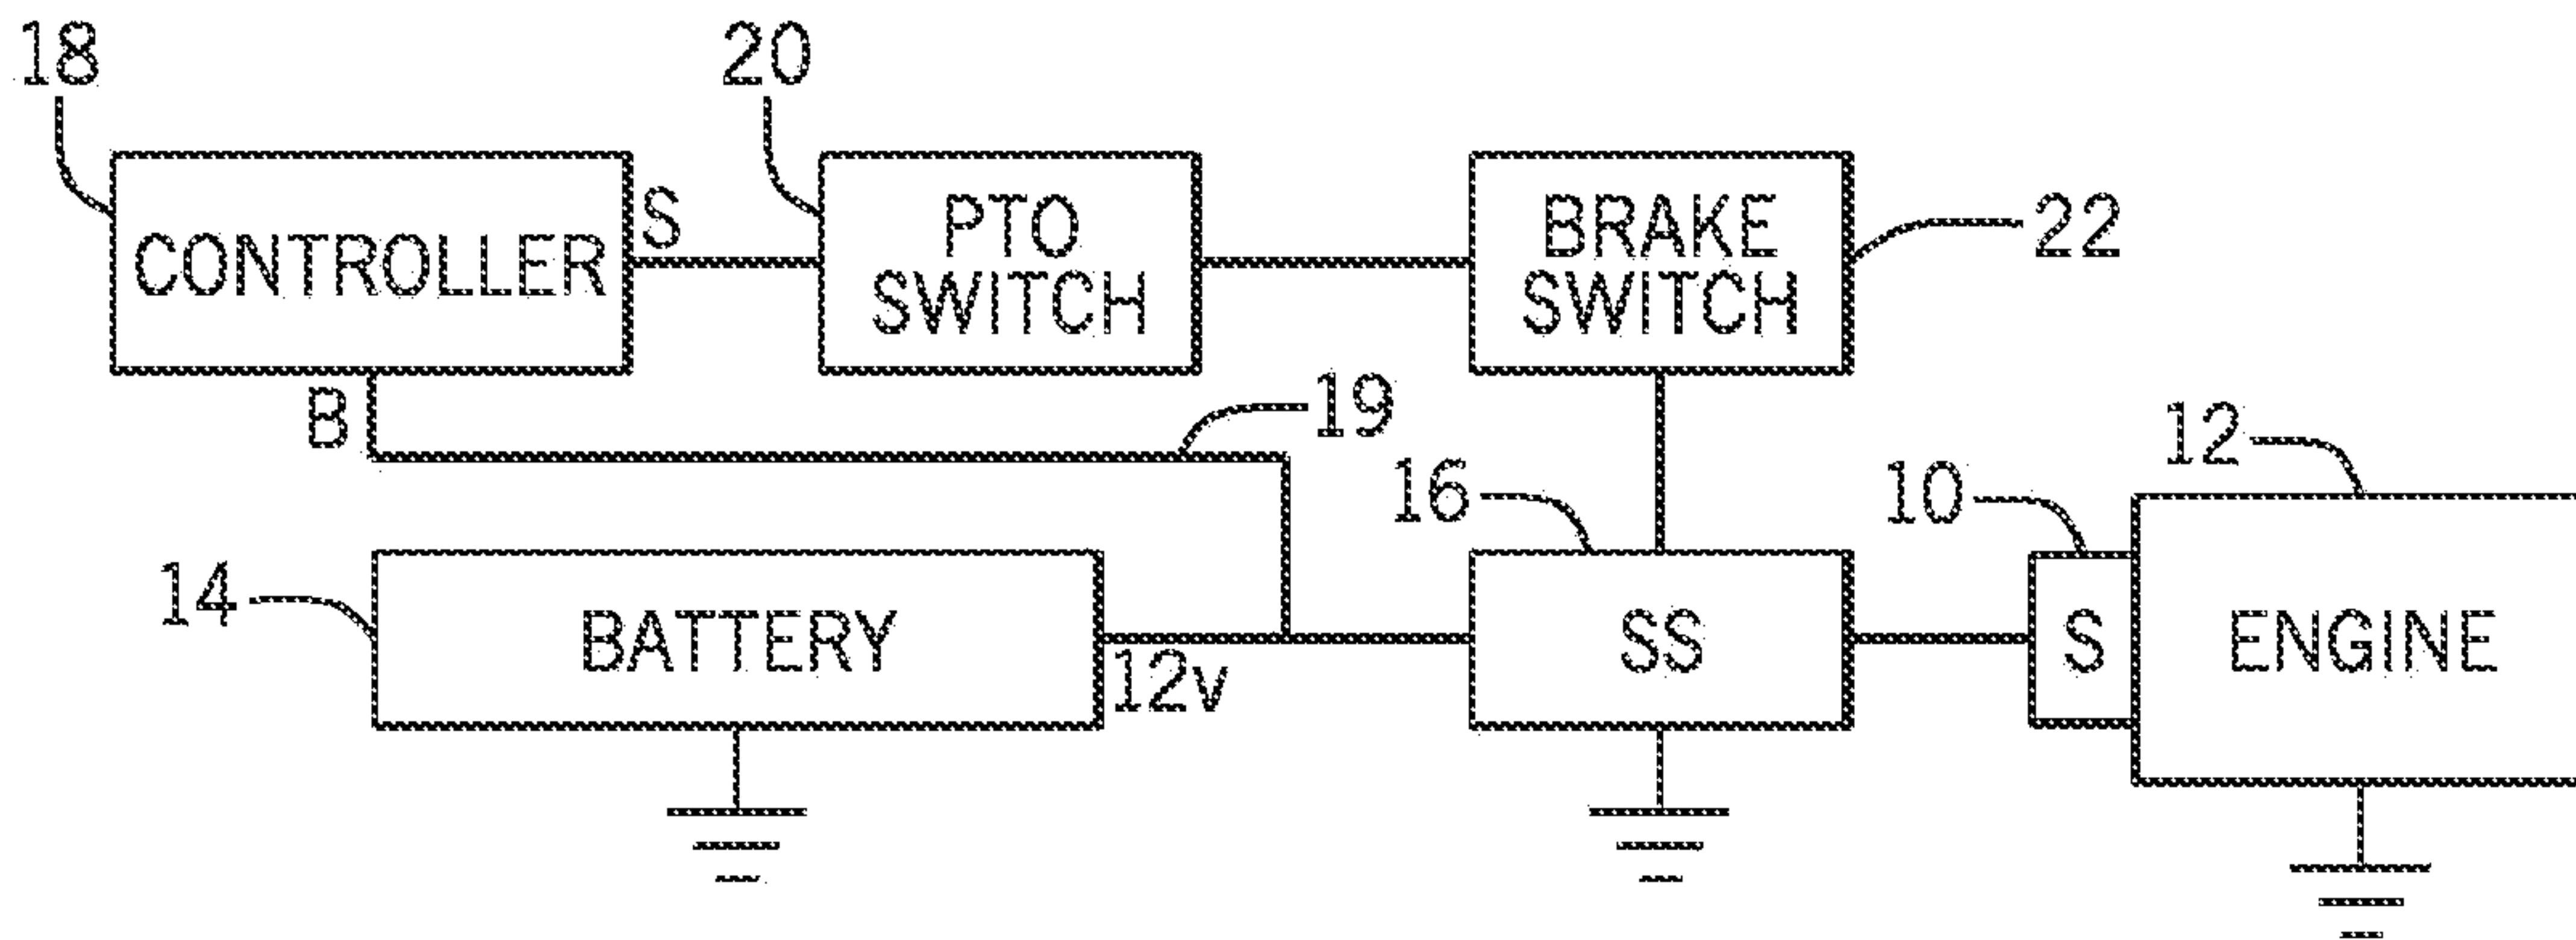 18
20
CONTROLLER
S
PTO
SWITCH
BRAKE
SWITCH
22
B
19
16
10
12
14
BATTERY
12v
SS
S
ENGINE